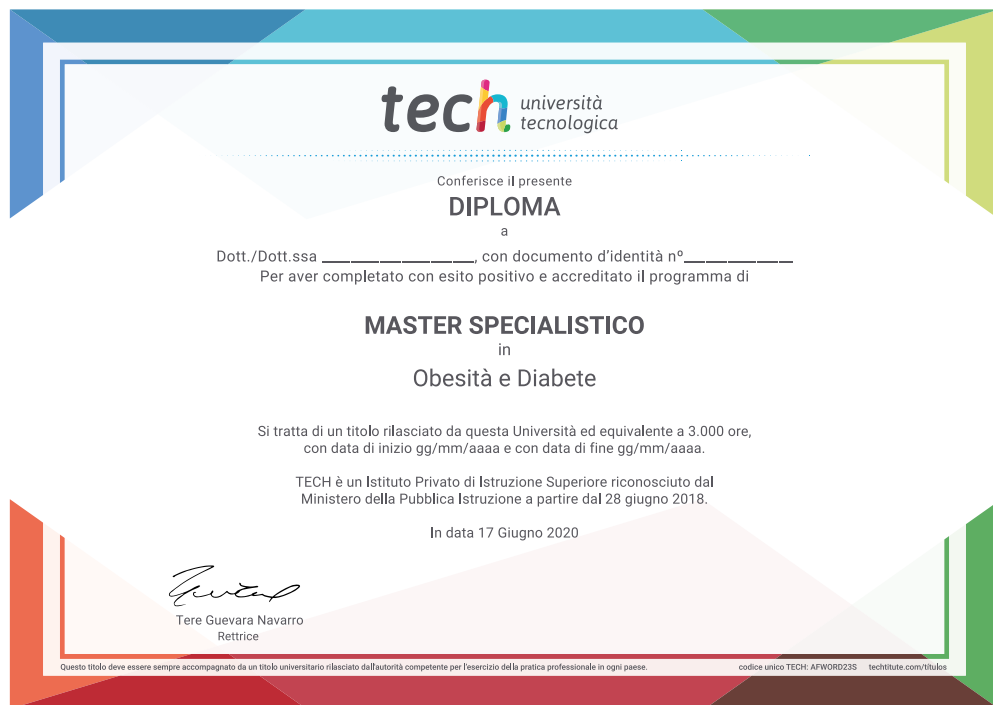 tech università
tecnologica
Conferisce il presente
DIPLOMA
a
Dott./Dott.ssa __________________, con documento d'identità nº_____________
Per aver completato con esito positivo e accreditato il programma di
MASTER SPECIALISTICO
in
Obesità e Diabete
Si tratta di un titolo rilasciato da questa Università ed equivalente a 3.000 ore,
con data di inizio gg/mm/aaaa e con data di fine gg/mm/aaaa.
TECH è un Istituto Privato di Istruzione Superiore riconosciuto dal
Ministero della Pubblica Istruzione a partire dal 28 giugno 2018.
In data 17 Giugno 2020
Tere Guevara Navarro
Rettrice
Questo titolo deve essere sempre accompagnato da un titolo universitario rilasciato dall'autorità competente per l'esercizio della pratica professionale in ogni paese. codice unico TECH: AFWORD23S techtitute.com/títulos